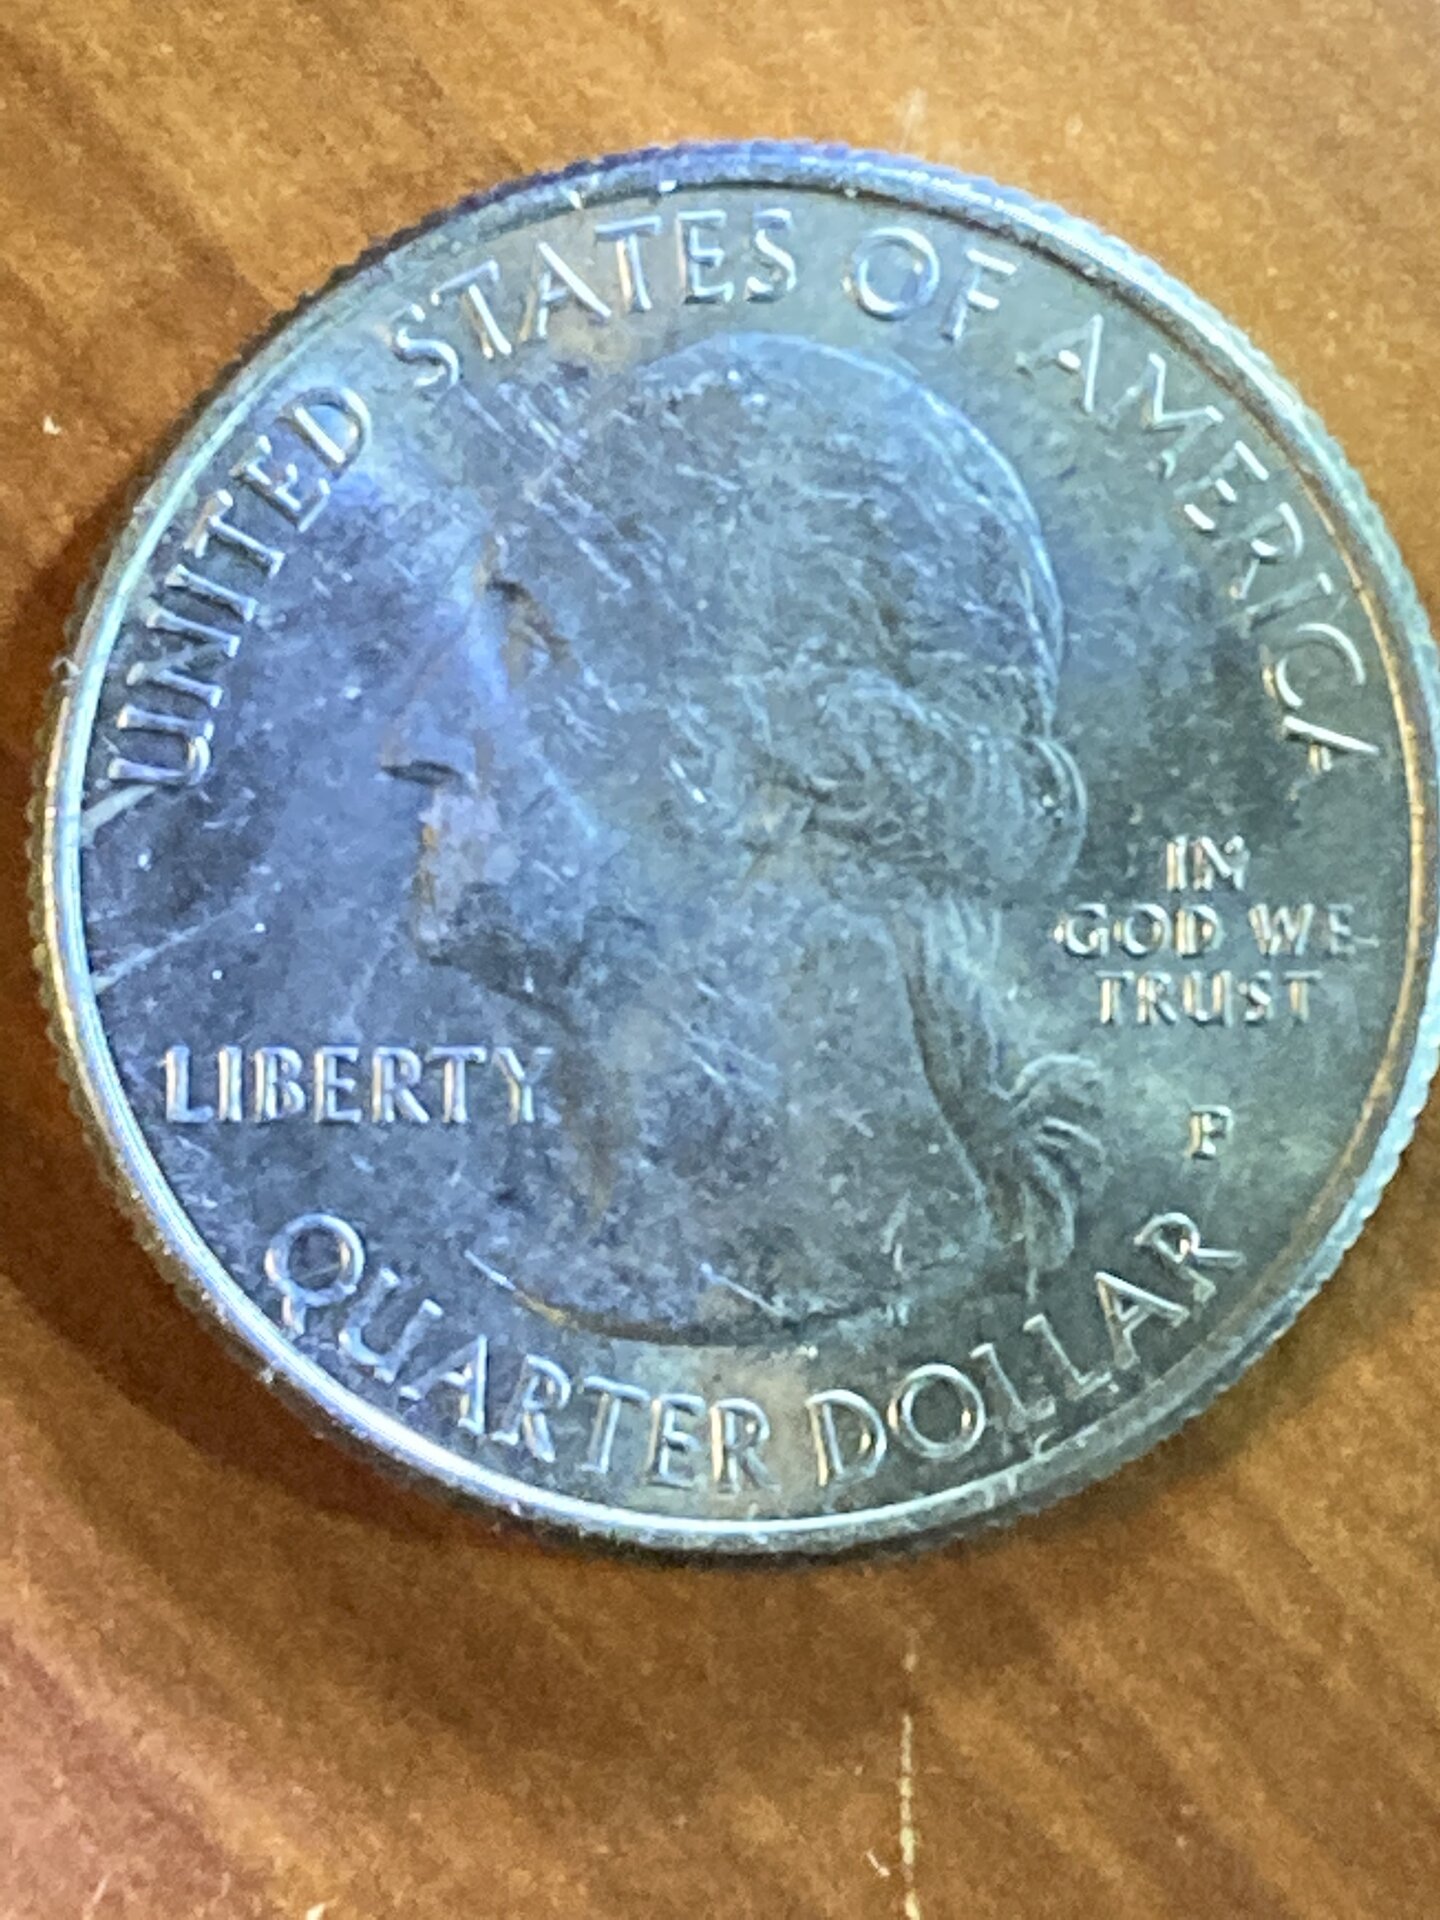 UNITED STATES OF AMERICA
IN
GOD WE
TRUST
LIBERTY
P
QUARTER DOLLAR